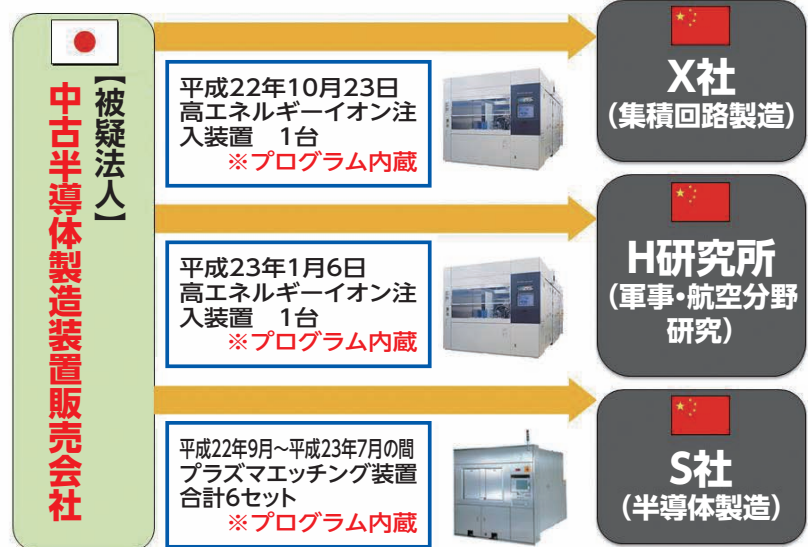 【被疑法人】
中古半導体製造装置販売会社
平成22年10月23日
高エネルギーイオン注
入装置　1台
※プログラム内蔵
X社
(集積回路製造)
平成23年1月6日
高エネルギーイオン注
入装置　1台
※プログラム内蔵
H研究所
(軍事・航空分野
研究)
平成22年9月～平成23年7月の間
プラズマエッチング装置
合計6セット
※プログラム内蔵
S社
(半導体製造)